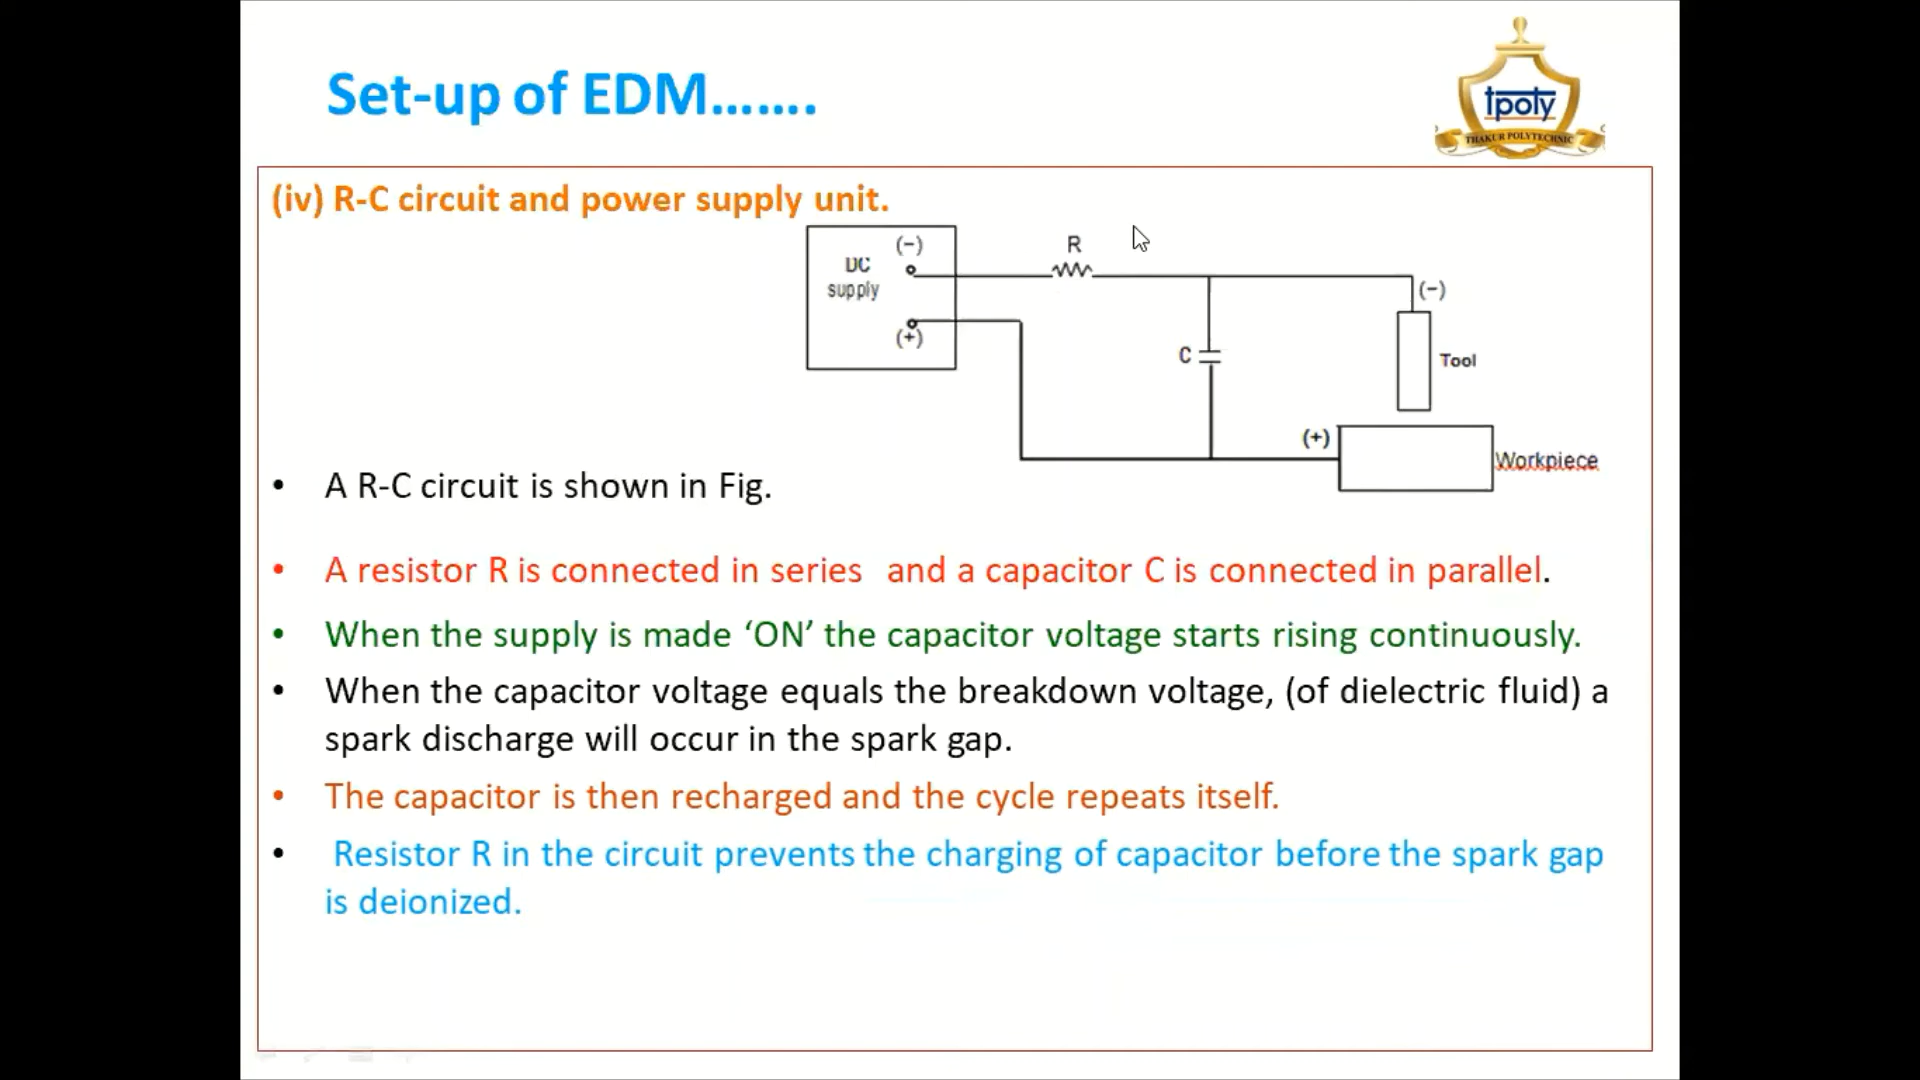 Set-up of EDM…….
tpoly
THAKUR POLYTECHNIC
(iv) R-C circuit and power supply unit.
(−)
R
DC
supply
(−)
(+)
C
Tool
(+)
Workpiece
• A R-C circuit is shown in Fig.
• A resistor R is connected in series and a capacitor C is connected in parallel.
• When the supply is made ‘ON’ the capacitor voltage starts rising continuously.
• When the capacitor voltage equals the breakdown voltage, (of dielectric fluid) a
spark discharge will occur in the spark gap.
• The capacitor is then recharged and the cycle repeats itself.
• Resistor R in the circuit prevents the charging of capacitor before the spark gap
is deionized.